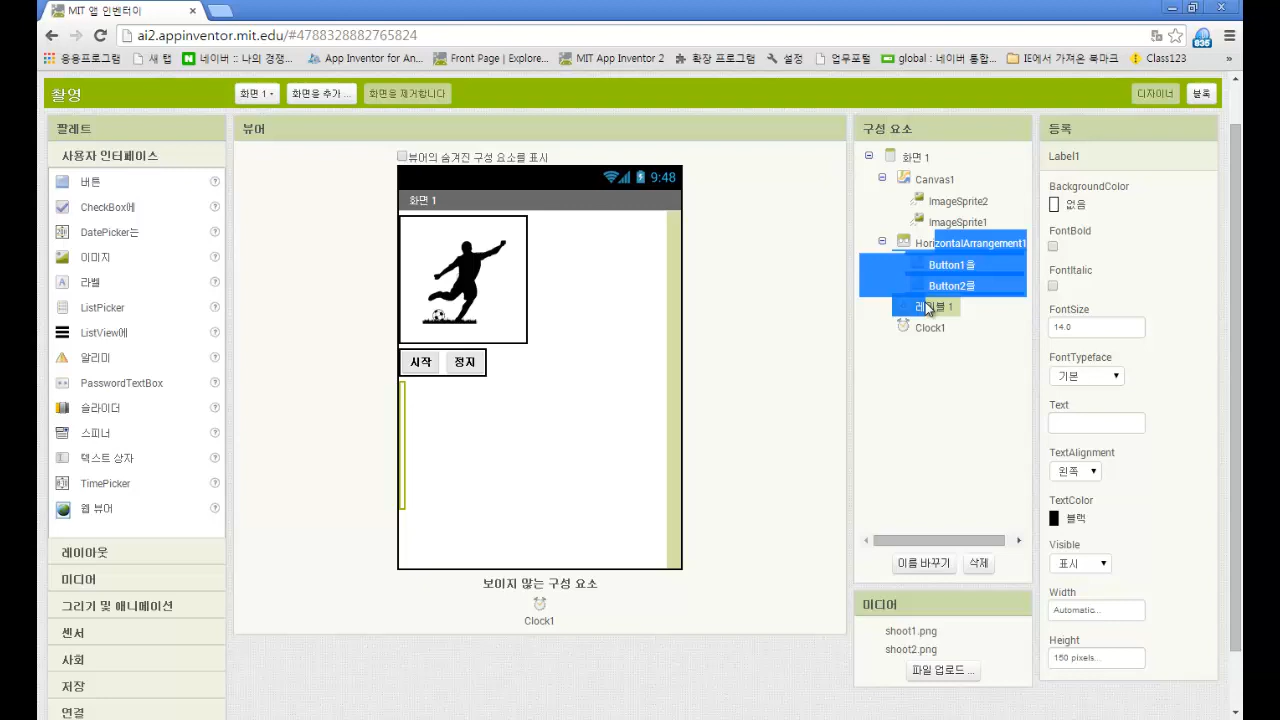 MIT 앱 인벤터이
ai2.appinventor.mit.edu/#4788328882765824
응용프로그램 새 탭 네이버 :: 나의 경쟁... App Inventor for An... Front Page | Explore... MIT App Inventor 2 확장 프로그램 설정 업무포털 global : 네이버 통합... IE에서 가져온 북마크 Class123 »
835
촬영 화면 1 화면을 추가 ... 화면을 제거합니다 디자이너 블록
팔레트
사용자 인터페이스
버튼
CheckBox에
DatePicker는
이미지
라벨
ListPicker
ListView에
알리미
PasswordTextBox
슬라이더
스피너
텍스트 상자
TimePicker
웹 뷰어
레이아웃
미디어
그리기 및 애니메이션
센서
사회
저장
연결
뷰어
뷰어의 숨겨진 구성 요소를 표시
9:48
화면 1
시작 정지
보이지 않는 구성 요소
Clock1
구성 요소
화면 1
Canvas1
ImageSprite2
ImageSprite1
HorizontalArrangement1
Button1을
Button2를
레이블 1
Clock1
이름 바꾸기 삭제
미디어
shoot1.png
shoot2.png
파일 업로드 ...
등록
Label1
BackgroundColor
없음
FontBold
FontItalic
FontSize
14.0
FontTypeface
기본
Text
TextAlignment
왼쪽
TextColor
블랙
Visible
표시
Width
Automatic...
Height
150 pixels...